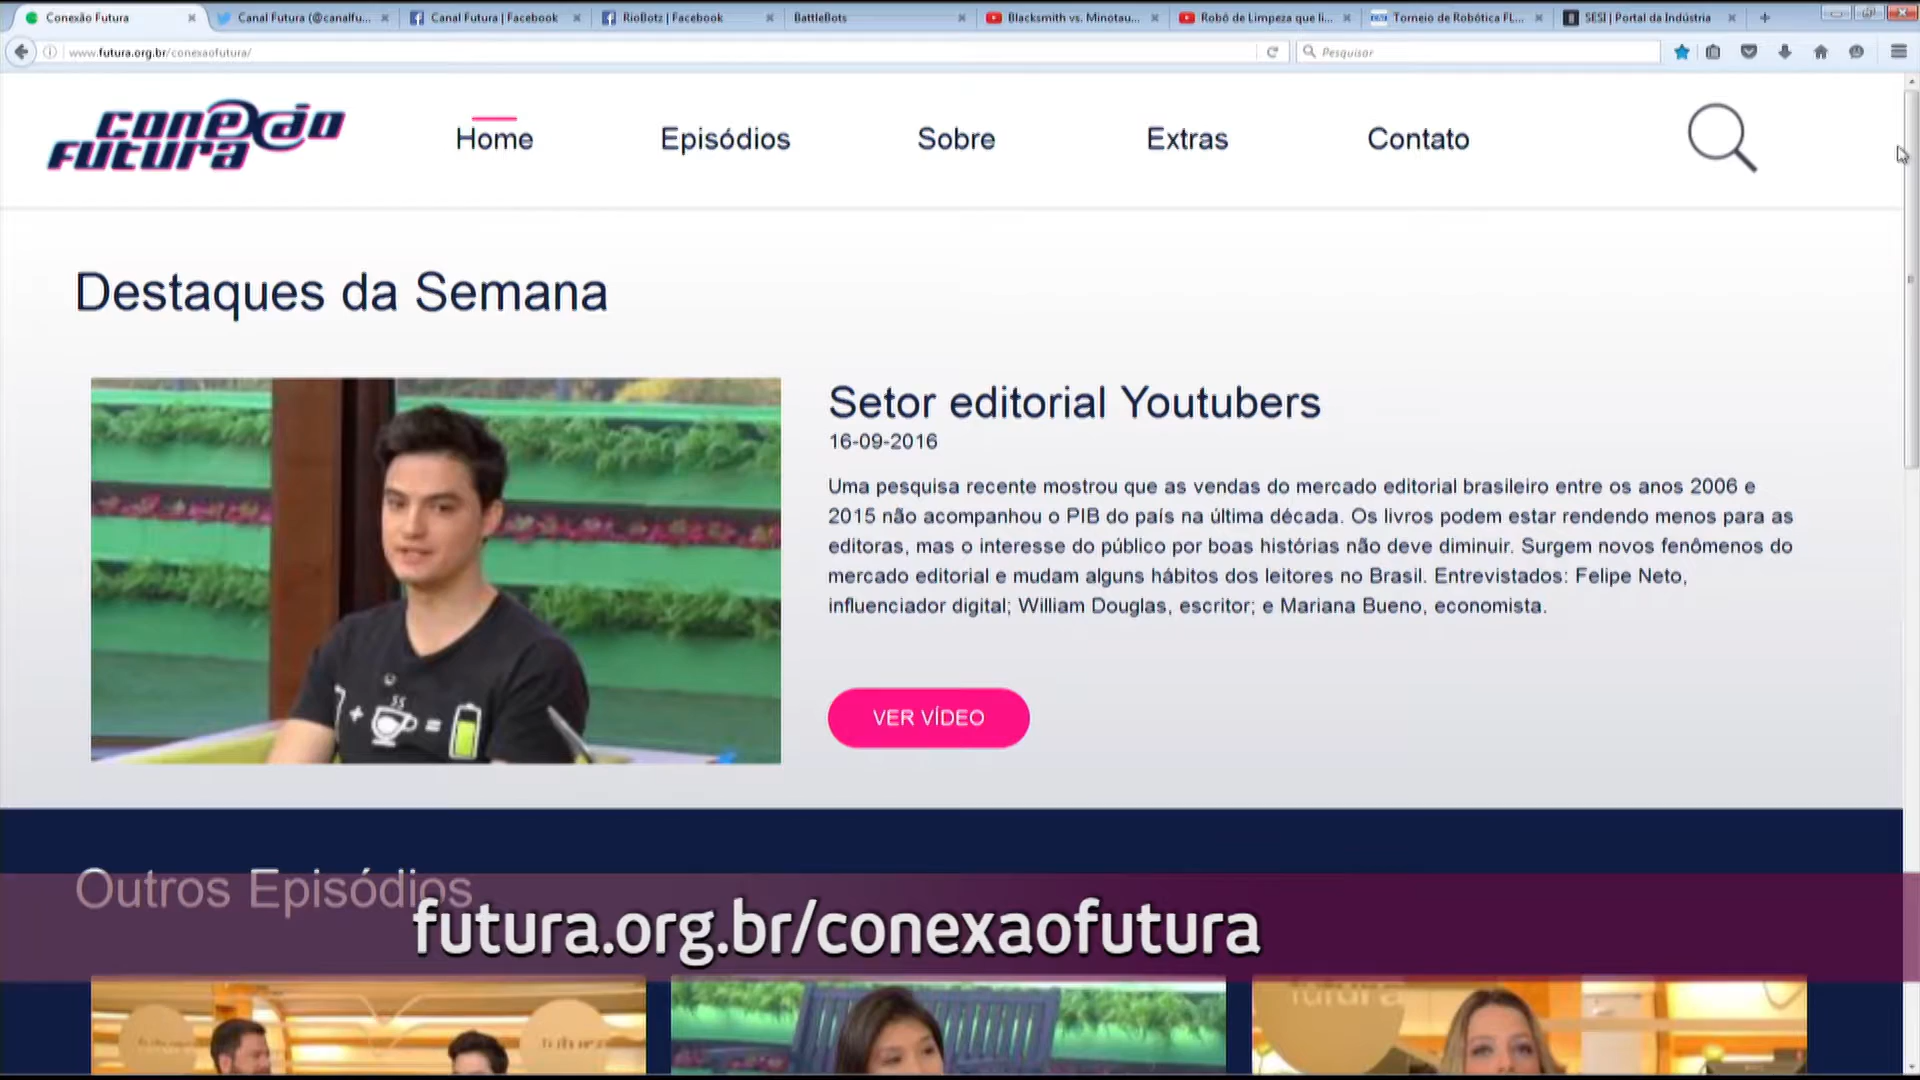 Conexão Futura
Canal Futura (@canalfu...
Canal Futura | Facebook
RioBotz | Facebook
BattleBots
Blacksmith vs. Minotau...
Robô de Limpeza que li...
Torneio de Robótica FL...
SESI | Portal da Indústria
www.futura.org.br/conexaofutura/
Pesquisar
conexão
futura
Home
Episódios
Sobre
Extras
Contato
Destaques da Semana
Setor editorial Youtubers
16-09-2016
Uma pesquisa recente mostrou que as vendas do mercado editorial brasileiro entre os anos 2006 e
2015 não acompanhou o PIB do país na última década. Os livros podem estar rendendo menos para as
editoras, mas o interesse do público por boas histórias não deve diminuir. Surgem novos fenômenos do
mercado editorial e mudam alguns hábitos dos leitores no Brasil. Entrevistados: Felipe Neto,
influenciador digital; William Douglas, escritor; e Mariana Bueno, economista.
VER VÍDEO
Outros Episódios
futura.org.br/conexaofutura
futura